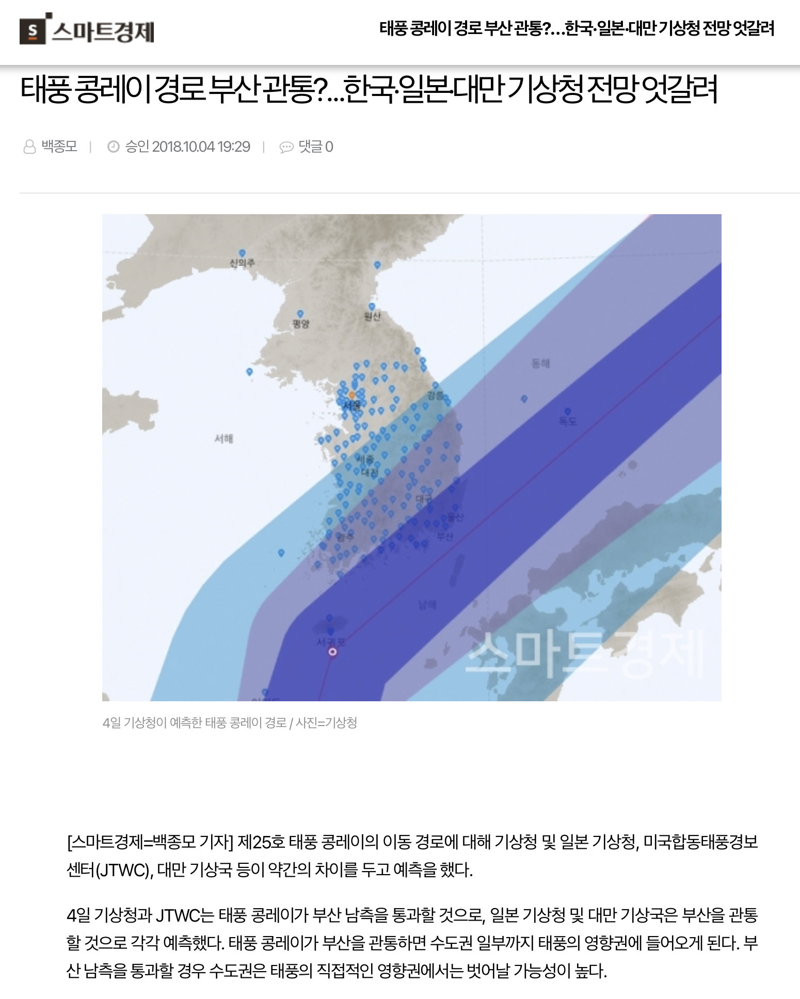 S 스마트경제
태풍 콩레이 경로 부산 관통?…한국·일본·대만 기상청 전망 엇갈려
태풍 콩레이 경로 부산 관통?...한국·일본·대만 기상청 전망 엇갈려
백종모 | 승인 2018.10.04 19:29 | 댓글 0
신의주
원산
평양
동해
강릉
서울
독도
서해
세종
대전
대구
울산
광주
부산
남해
서귀포
스마트경제
4일 기상청이 예측한 태풍 콩레이 경로 / 사진=기상청
[스마트경제=백종모 기자] 제25호 태풍 콩레이의 이동 경로에 대해 기상청 및 일본 기상청, 미국합동태풍경보
센터(JTWC), 대만 기상국 등이 약간의 차이를 두고 예측을 했다.
4일 기상청과 JTWC는 태풍 콩레이가 부산 남측을 통과할 것으로, 일본 기상청 및 대만 기상국은 부산을 관통
할 것으로 각각 예측했다. 태풍 콩레이가 부산을 관통하면 수도권 일부까지 태풍의 영향권에 들어오게 된다. 부
산 남측을 통과할 경우 수도권은 태풍의 직접적인 영향권에서는 벗어날 가능성이 높다.